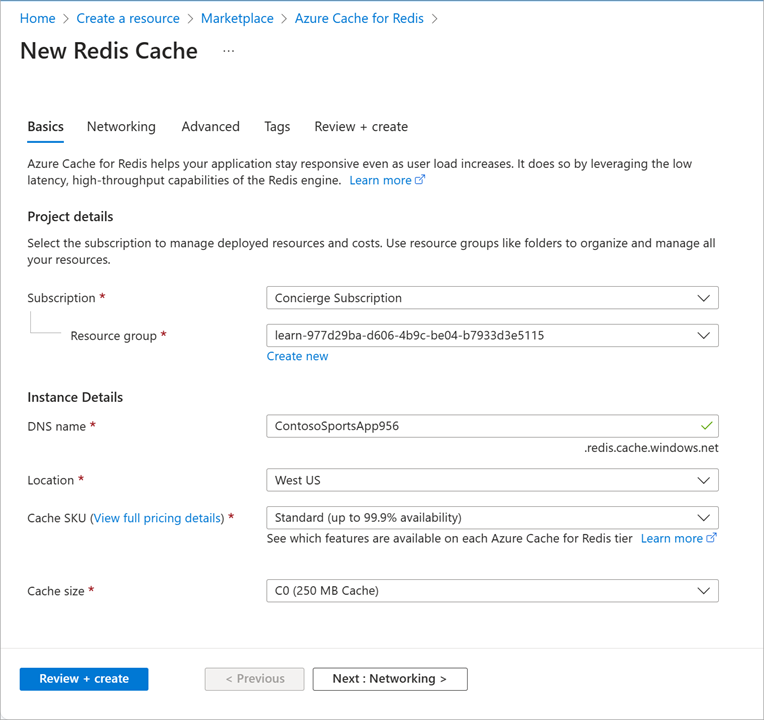 Home > Create a resource > Marketplace > Azure Cache for Redis >
New Redis Cache ...
Basics Networking Advanced Tags Review + create
Azure Cache for Redis helps your application stay responsive even as user load increases. It does so by leveraging the low
latency, high-throughput capabilities of the Redis engine. Learn more
Project details
Select the subscription to manage deployed resources and costs. Use resource groups like folders to organize and manage all
your resources.
Subscription * Concierge Subscription
Resource group * learn-977d29ba-d606-4b9c-be04-b7933d3e5115
Create new
Instance Details
DNS name * ContosoSportsApp956
.redis.cache.windows.net
Location * West US
Cache SKU (View full pricing details) * Standard (up to 99.9% availability)
See which features are available on each Azure Cache for Redis tier Learn more
Cache size * C0 (250 MB Cache)
Review + create < Previous Next : Networking >